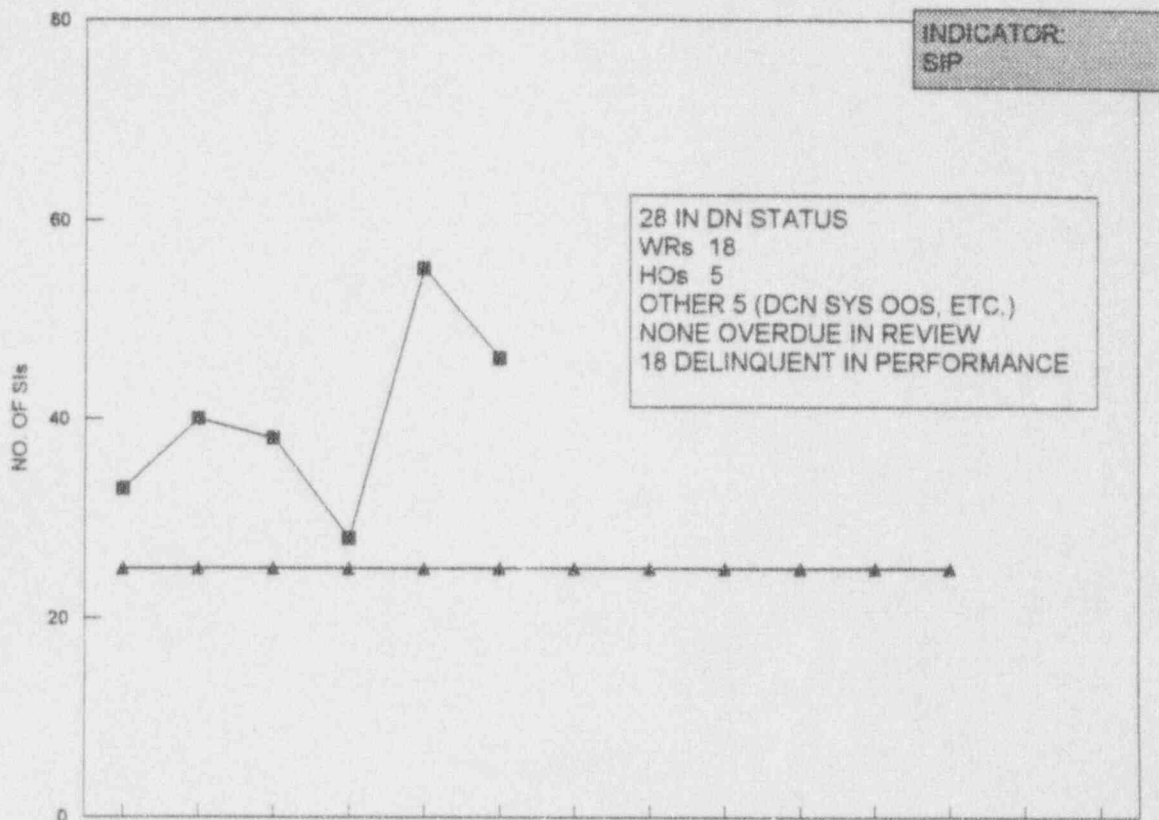 80
INDICATOR:
SIP
60
28 IN DN STATUS
WRs 18
HOs 5
OTHER 5 (DCN SYS OOS, ETC.)
NONE OVERDUE IN REVIEW
18 DELINQUENT IN PERFORMANCE
NO. OF SIs
40
20
0